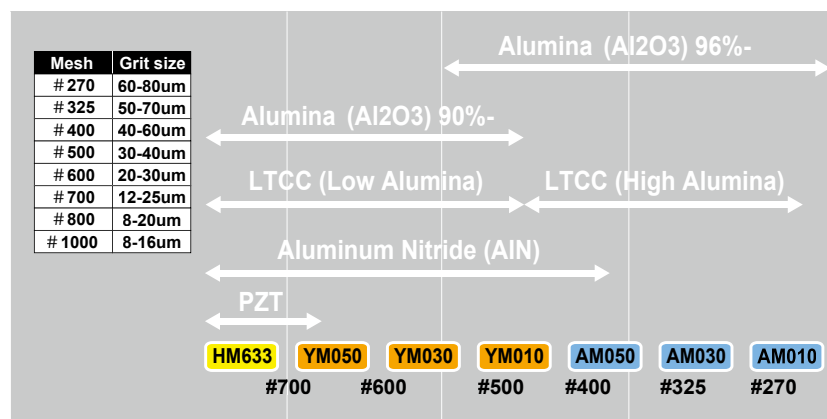 Alumina (Al2O3) 96%-
Mesh Grit size
#270 60-80um
#325 50-70um
#400 40-60um
#500 30-40um
#600 20-30um
#700 12-25um
#800 8-20um
#1000 8-16um
Alumina (Al2O3) 90%-
LTCC (Low Alumina) LTCC (High Alumina)
Aluminum Nitride (AlN)
PZT
HM633 YM050 YM030 YM010 AM050 AM030 AM010
#700 #600 #500 #400 #325 #270